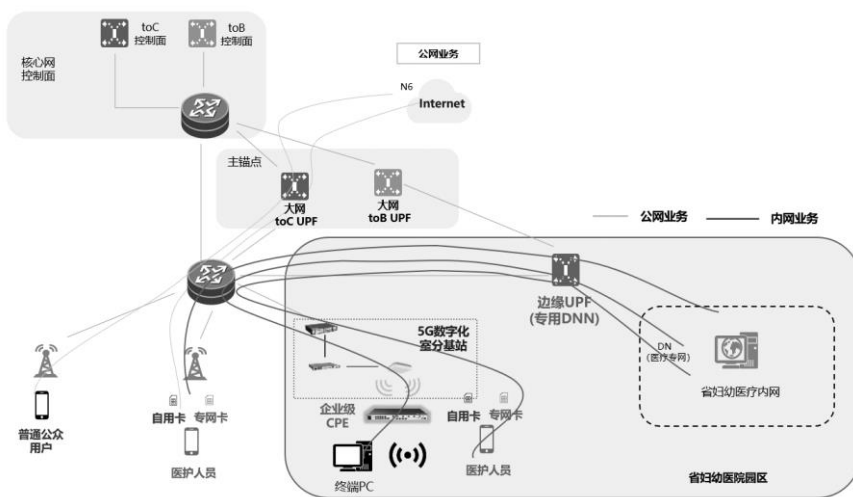 toC
控制面
toB
控制面
核心网
控制面
公网业务
N6
Internet
主锚点
大网
toC UPF
大网
toB UPF
公网业务
内网业务
边缘UPF
(专用DNN)
5G数字化
室分基站
DN
(医疗专网)
省妇幼医疗内网
企业级
CPE
自用卡
专网卡
自用卡
专网卡
普通公众
用户
医护人员
终端PC
医护人员
省妇幼医院园区